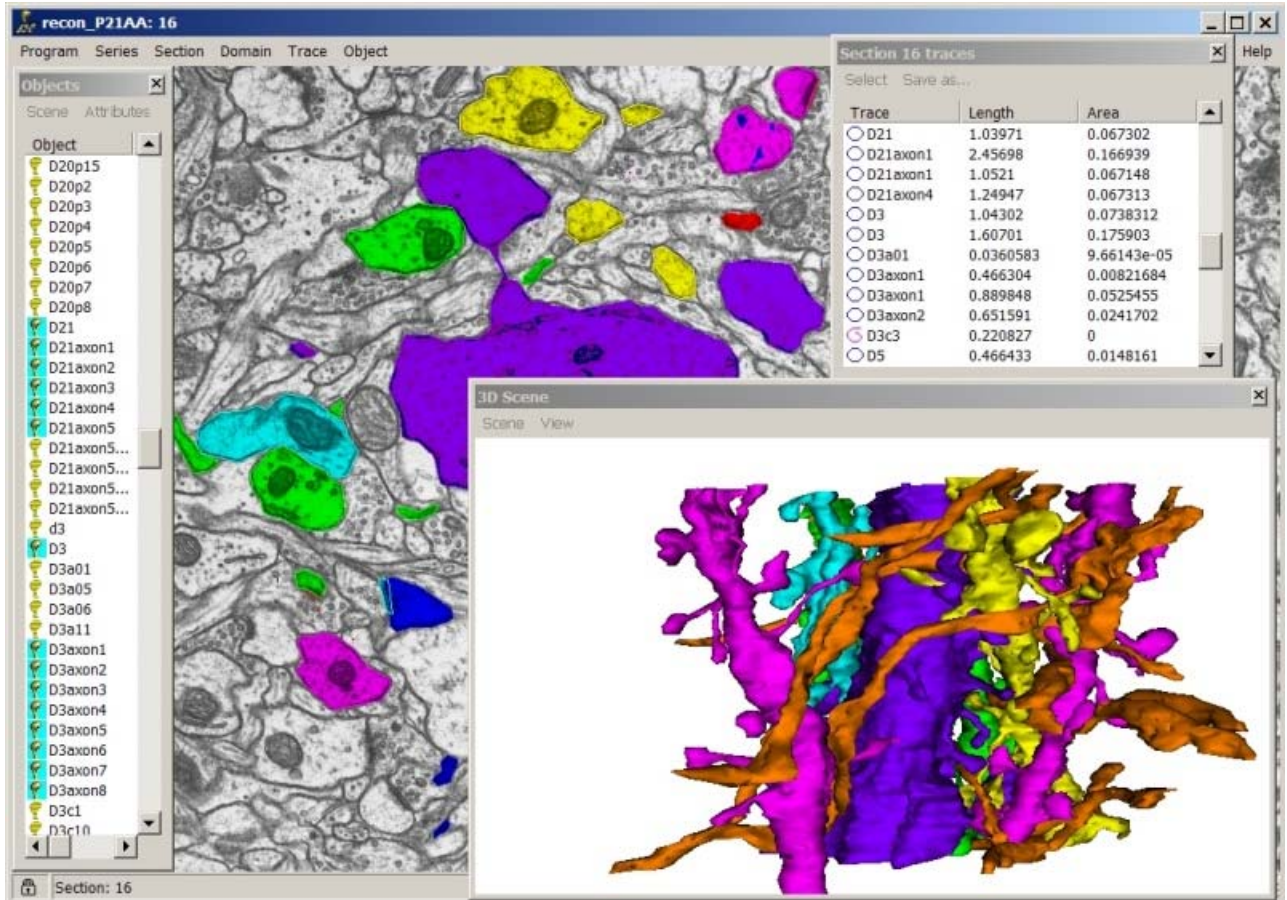 recon_P21AA: 16
Program Series Section Domain Trace Object Help
Objects
Scene Attributes
Object
D20p15
D20p2
D20p3
D20p4
D20p5
D20p6
D20p7
D20p8
D21
D21axon1
D21axon2
D21axon3
D21axon4
D21axon5
D21axon5...
D21axon5...
D21axon5...
D21axon5...
d3
D3
D3a01
D3a05
D3a06
D3a11
D3axon1
D3axon2
D3axon3
D3axon4
D3axon5
D3axon6
D3axon7
D3axon8
D3c1
D3c10
Section 16 traces
Select Save as...
Trace Length Area
D21 1.03971 0.067302
D21axon1 2.45698 0.166939
D21axon1 1.0521 0.067148
D21axon4 1.24947 0.067313
D3 1.04302 0.0738312
D3 1.60701 0.175903
D3a01 0.0360583 9.66143e-05
D3axon1 0.466304 0.00821684
D3axon1 0.889848 0.0525455
D3axon2 0.651591 0.0241702
D3c3 0.220827 0
D5 0.466433 0.0148161
3D Scene
Scene View
Section: 16